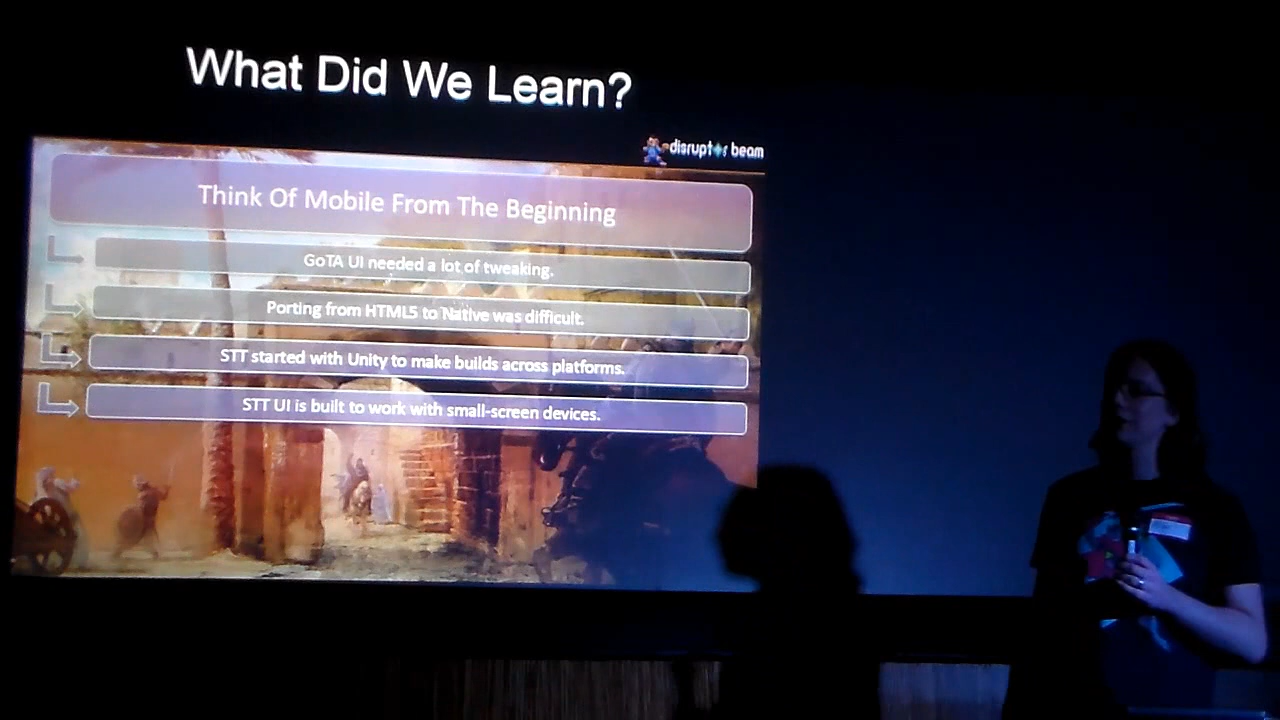 What Did We Learn?
disruptor beam
Think Of Mobile From The Beginning
GoTA UI needed a lot of tweaking.
Porting from HTML5 to Native was difficult.
STT started with Unity to make builds across platforms.
STT UI is built to work with small-screen devices.